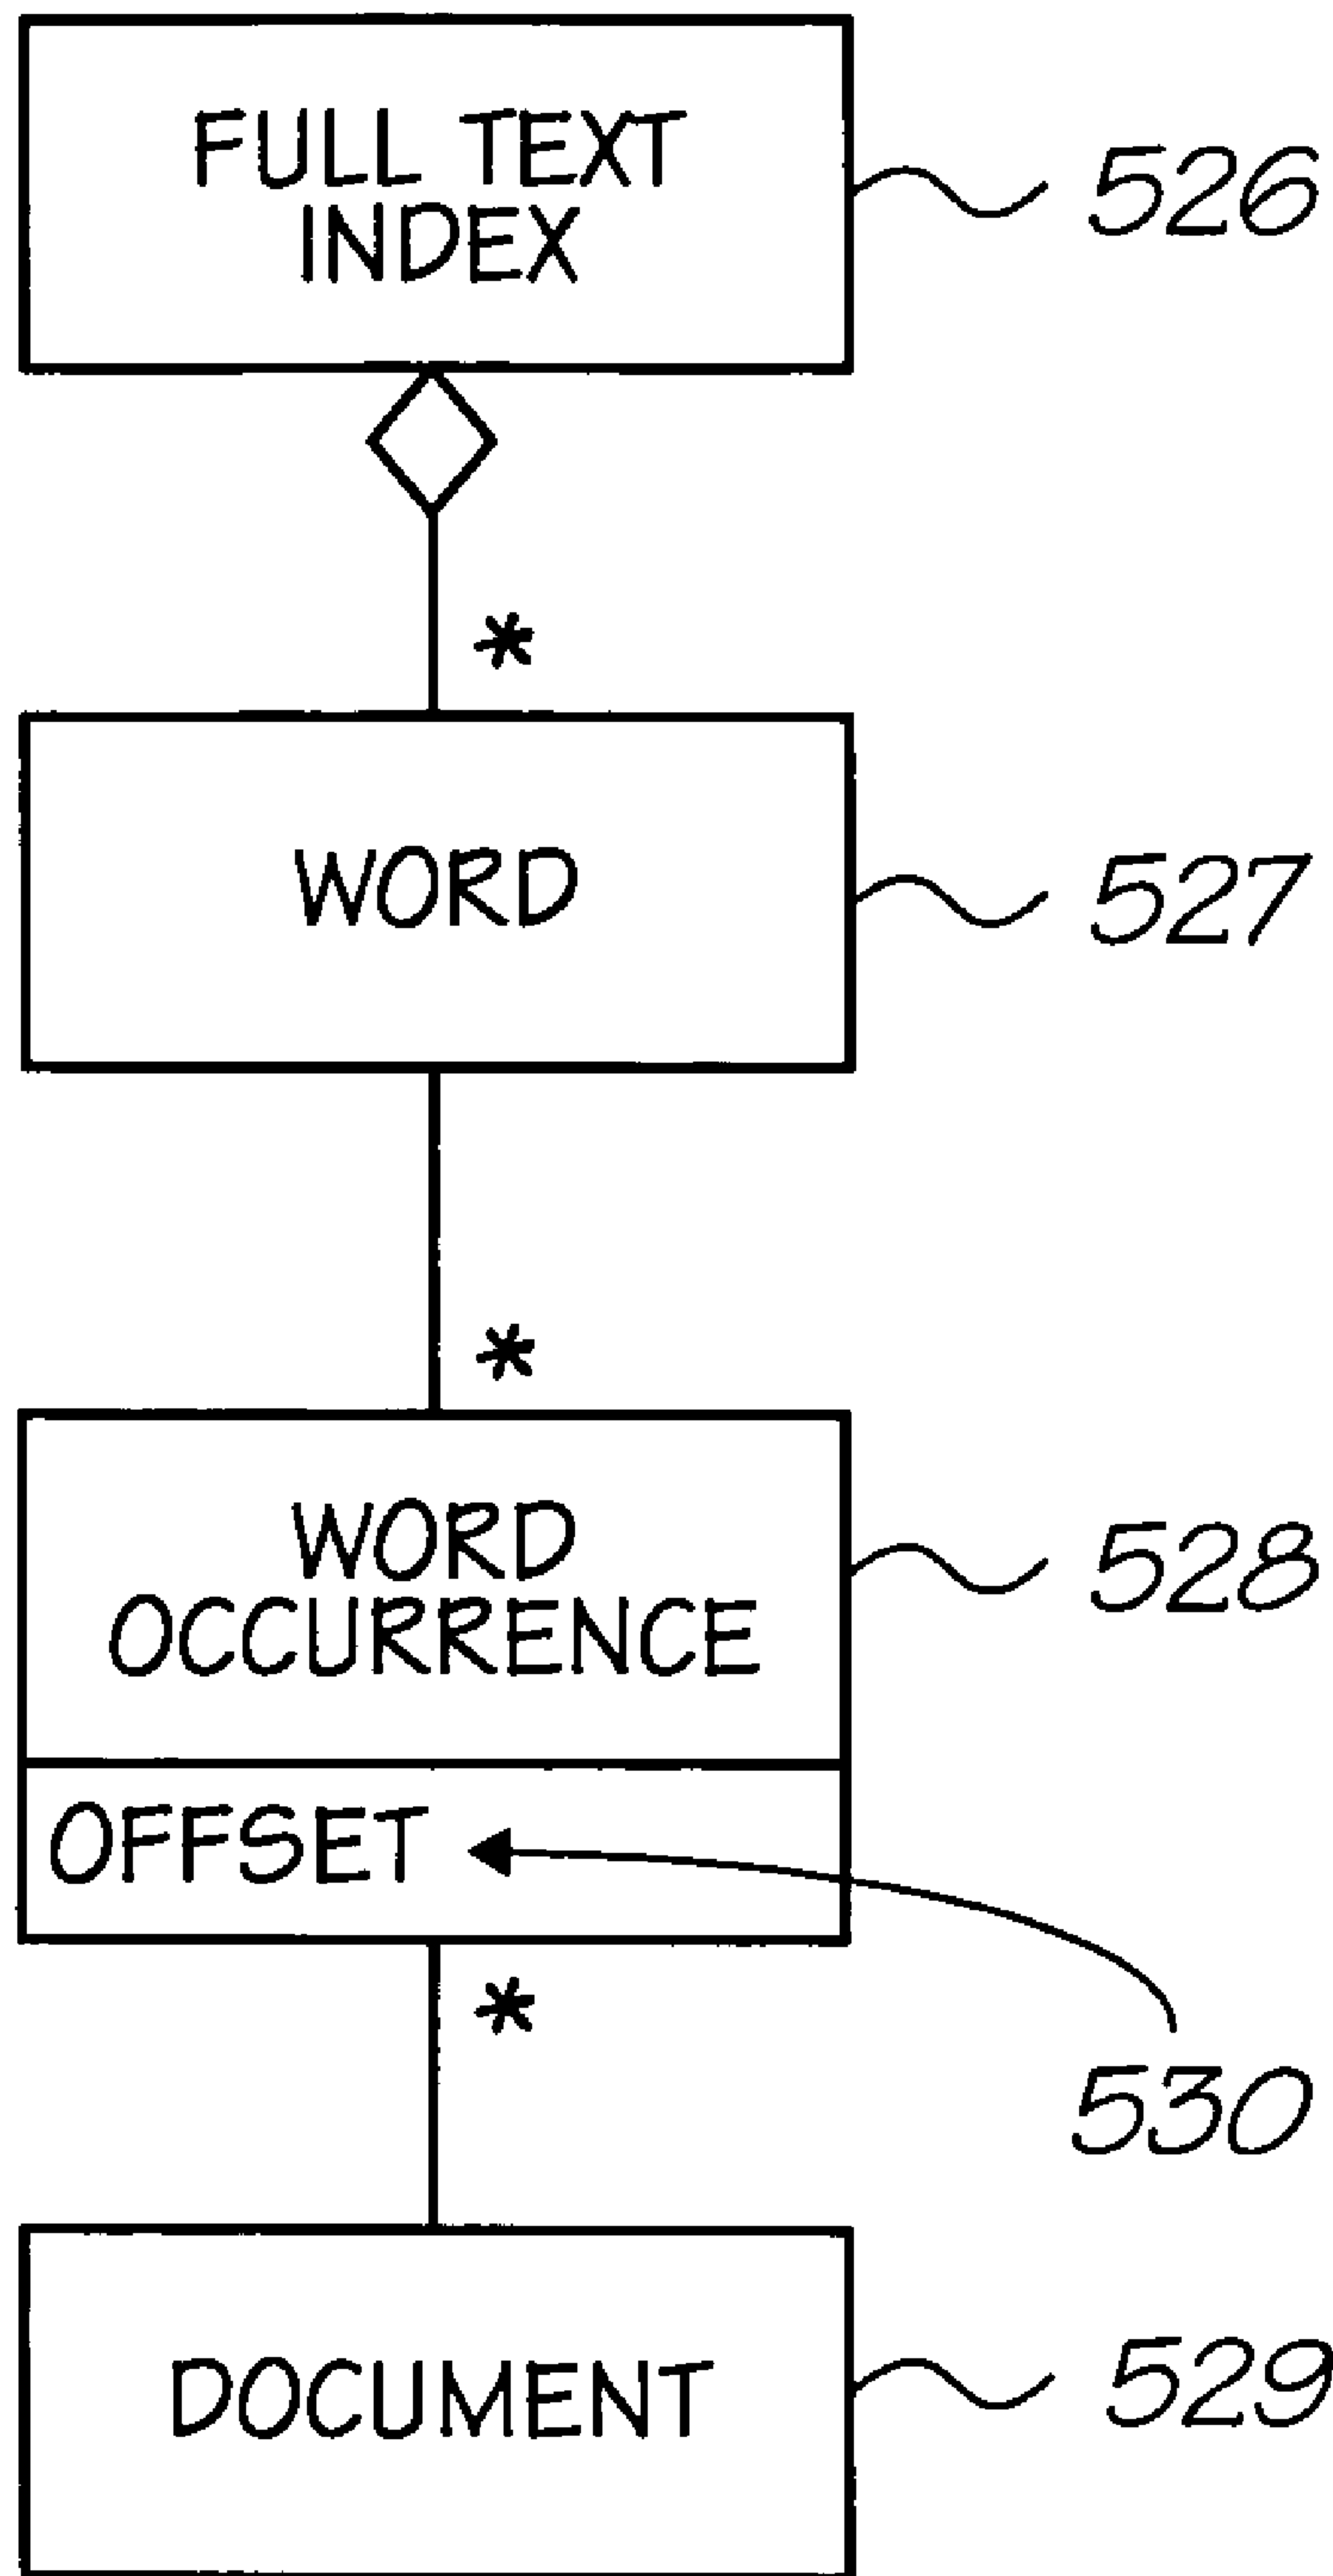 FULL TEXT
INDEX
526
*
WORD
527
*
WORD
OCCURRENCE
528
OFFSET
*
530
DOCUMENT
529